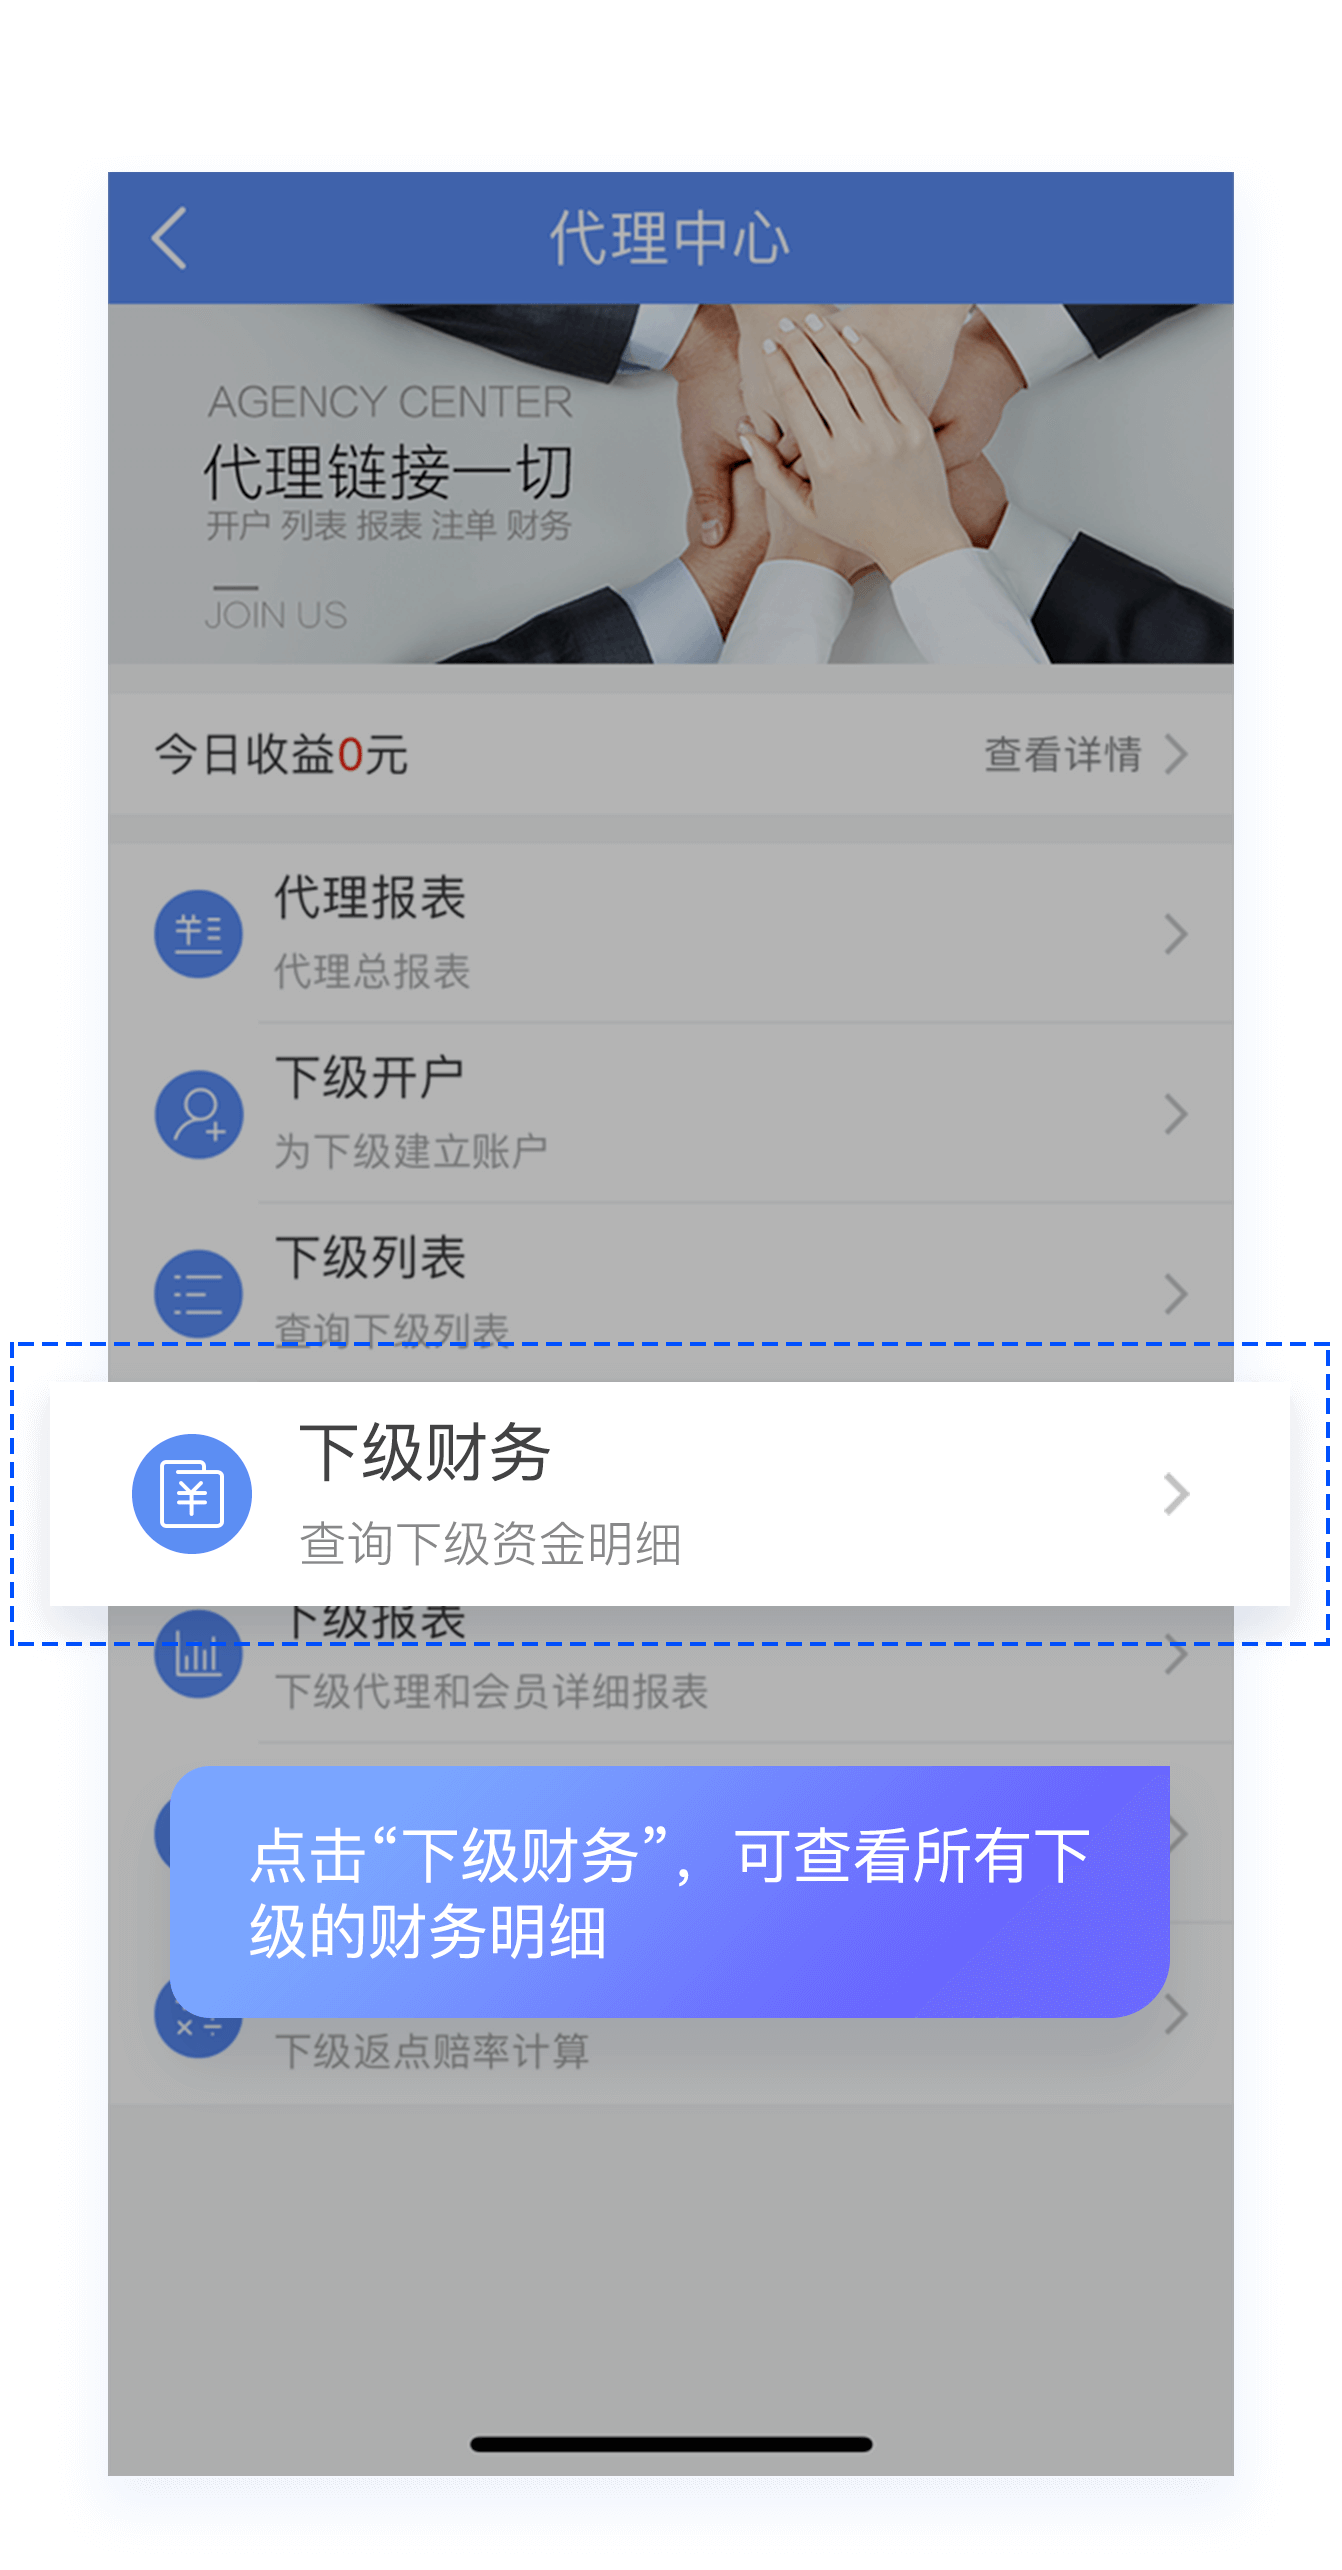 代理中心
AGENCY CENTER
代理链接一切
开户 列表 报表 注单 财务
JOIN US
今日收益0元
查看详情
代理报表
代理总报表
下级开户
为下级建立账户
下级列表
查询下级列表
下级财务
查询下级资金明细
下级报表
下级代理和会员详细报表
点击“下级财务”，可查看所有下
级的财务明细
下级返点赔率计算